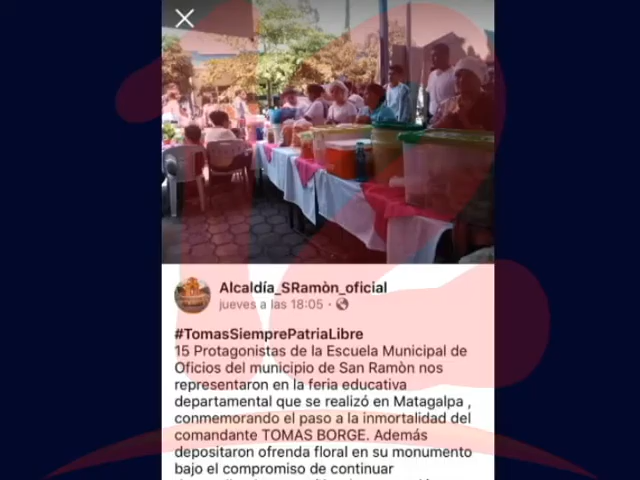 Alcaldía_SRamòn_oficial
jueves a las 18:05 ·
#TomasSiemprePatriaLibre
15 Protagonistas de la Escuela Municipal de
Oficios del municipio de San Ramòn nos
representaron en la feria educativa
departamental que se realizó en Matagalpa ,
conmemorando el paso a la inmortalidad del
comandante TOMAS BORGE. Además
depositaron ofrenda floral en su monumento
bajo el compromiso de continuar